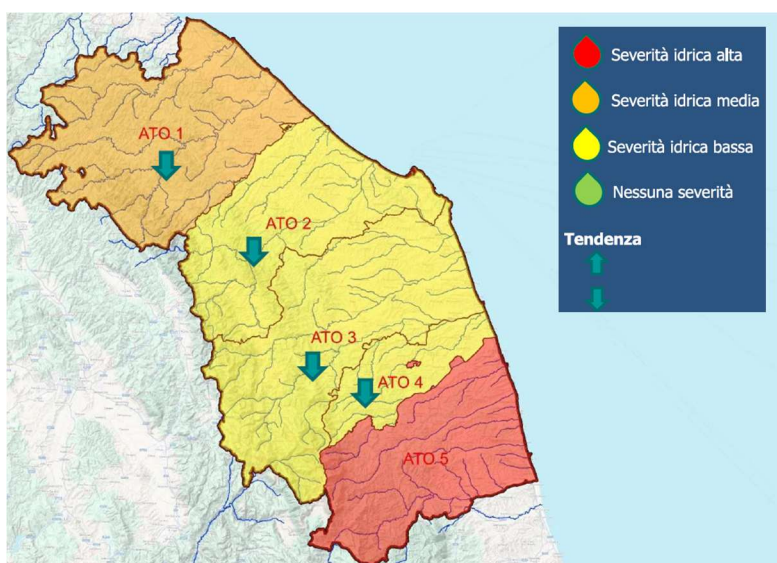 Severità idrica alta
Severità idrica media
Severità idrica bassa
Nessuna severità
Tendenza
ATO 1
ATO 2
ATO 3
ATO 4
ATO 5